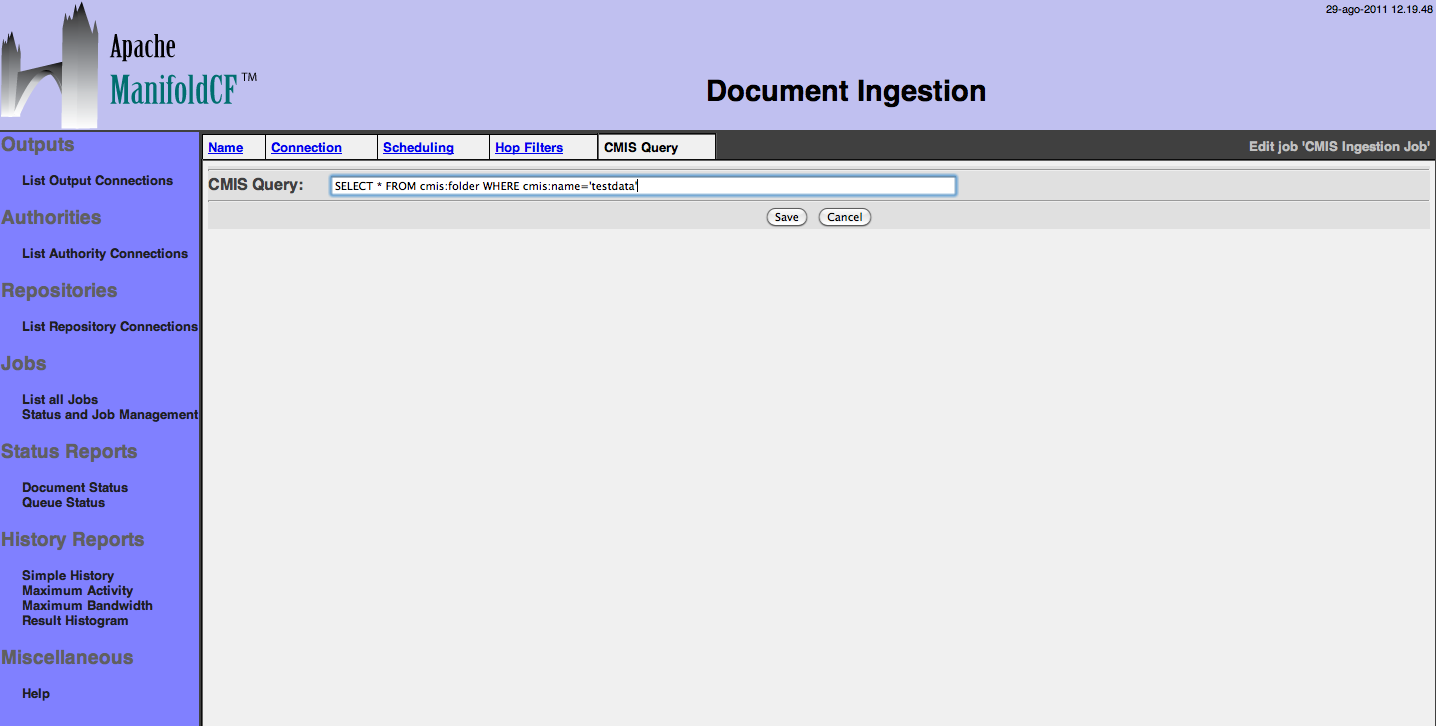 29-ago-2011 12.19.48
Apache
ManifoldCF™
Document Ingestion
Outputs
List Output Connections
Authorities
List Authority Connections
Repositories
List Repository Connections
Jobs
List all Jobs
Status and Job Management
Status Reports
Document Status
Queue Status
History Reports
Simple History
Maximum Activity
Maximum Bandwidth
Result Histogram
Miscellaneous
Help
Name Connection Scheduling Hop Filters CMIS Query Edit job 'CMIS Ingestion Job'
CMIS Query: SELECT * FROM cmis:folder WHERE cmis:name='testdata'
Save Cancel